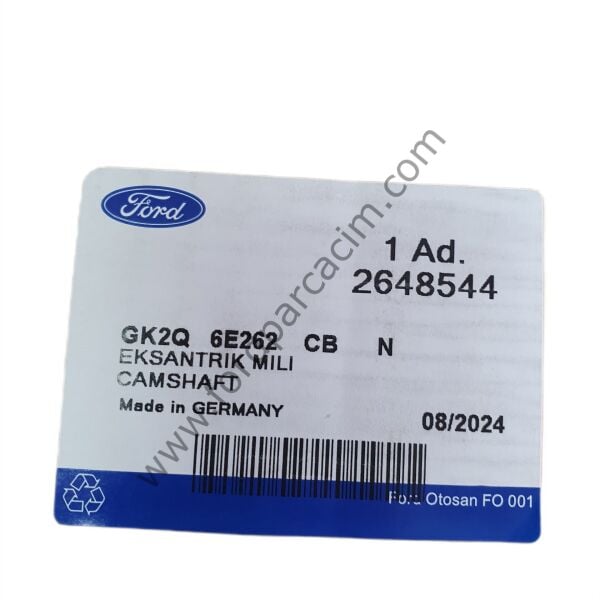 Ford
1 Ad.
2648544
GK2Q 6E262 CB N
EKSANTRIK MILI
CAMSHAFT
Made in GERMANY
08/2024
Ford Otosan FO 001
www.fordparcacim.com